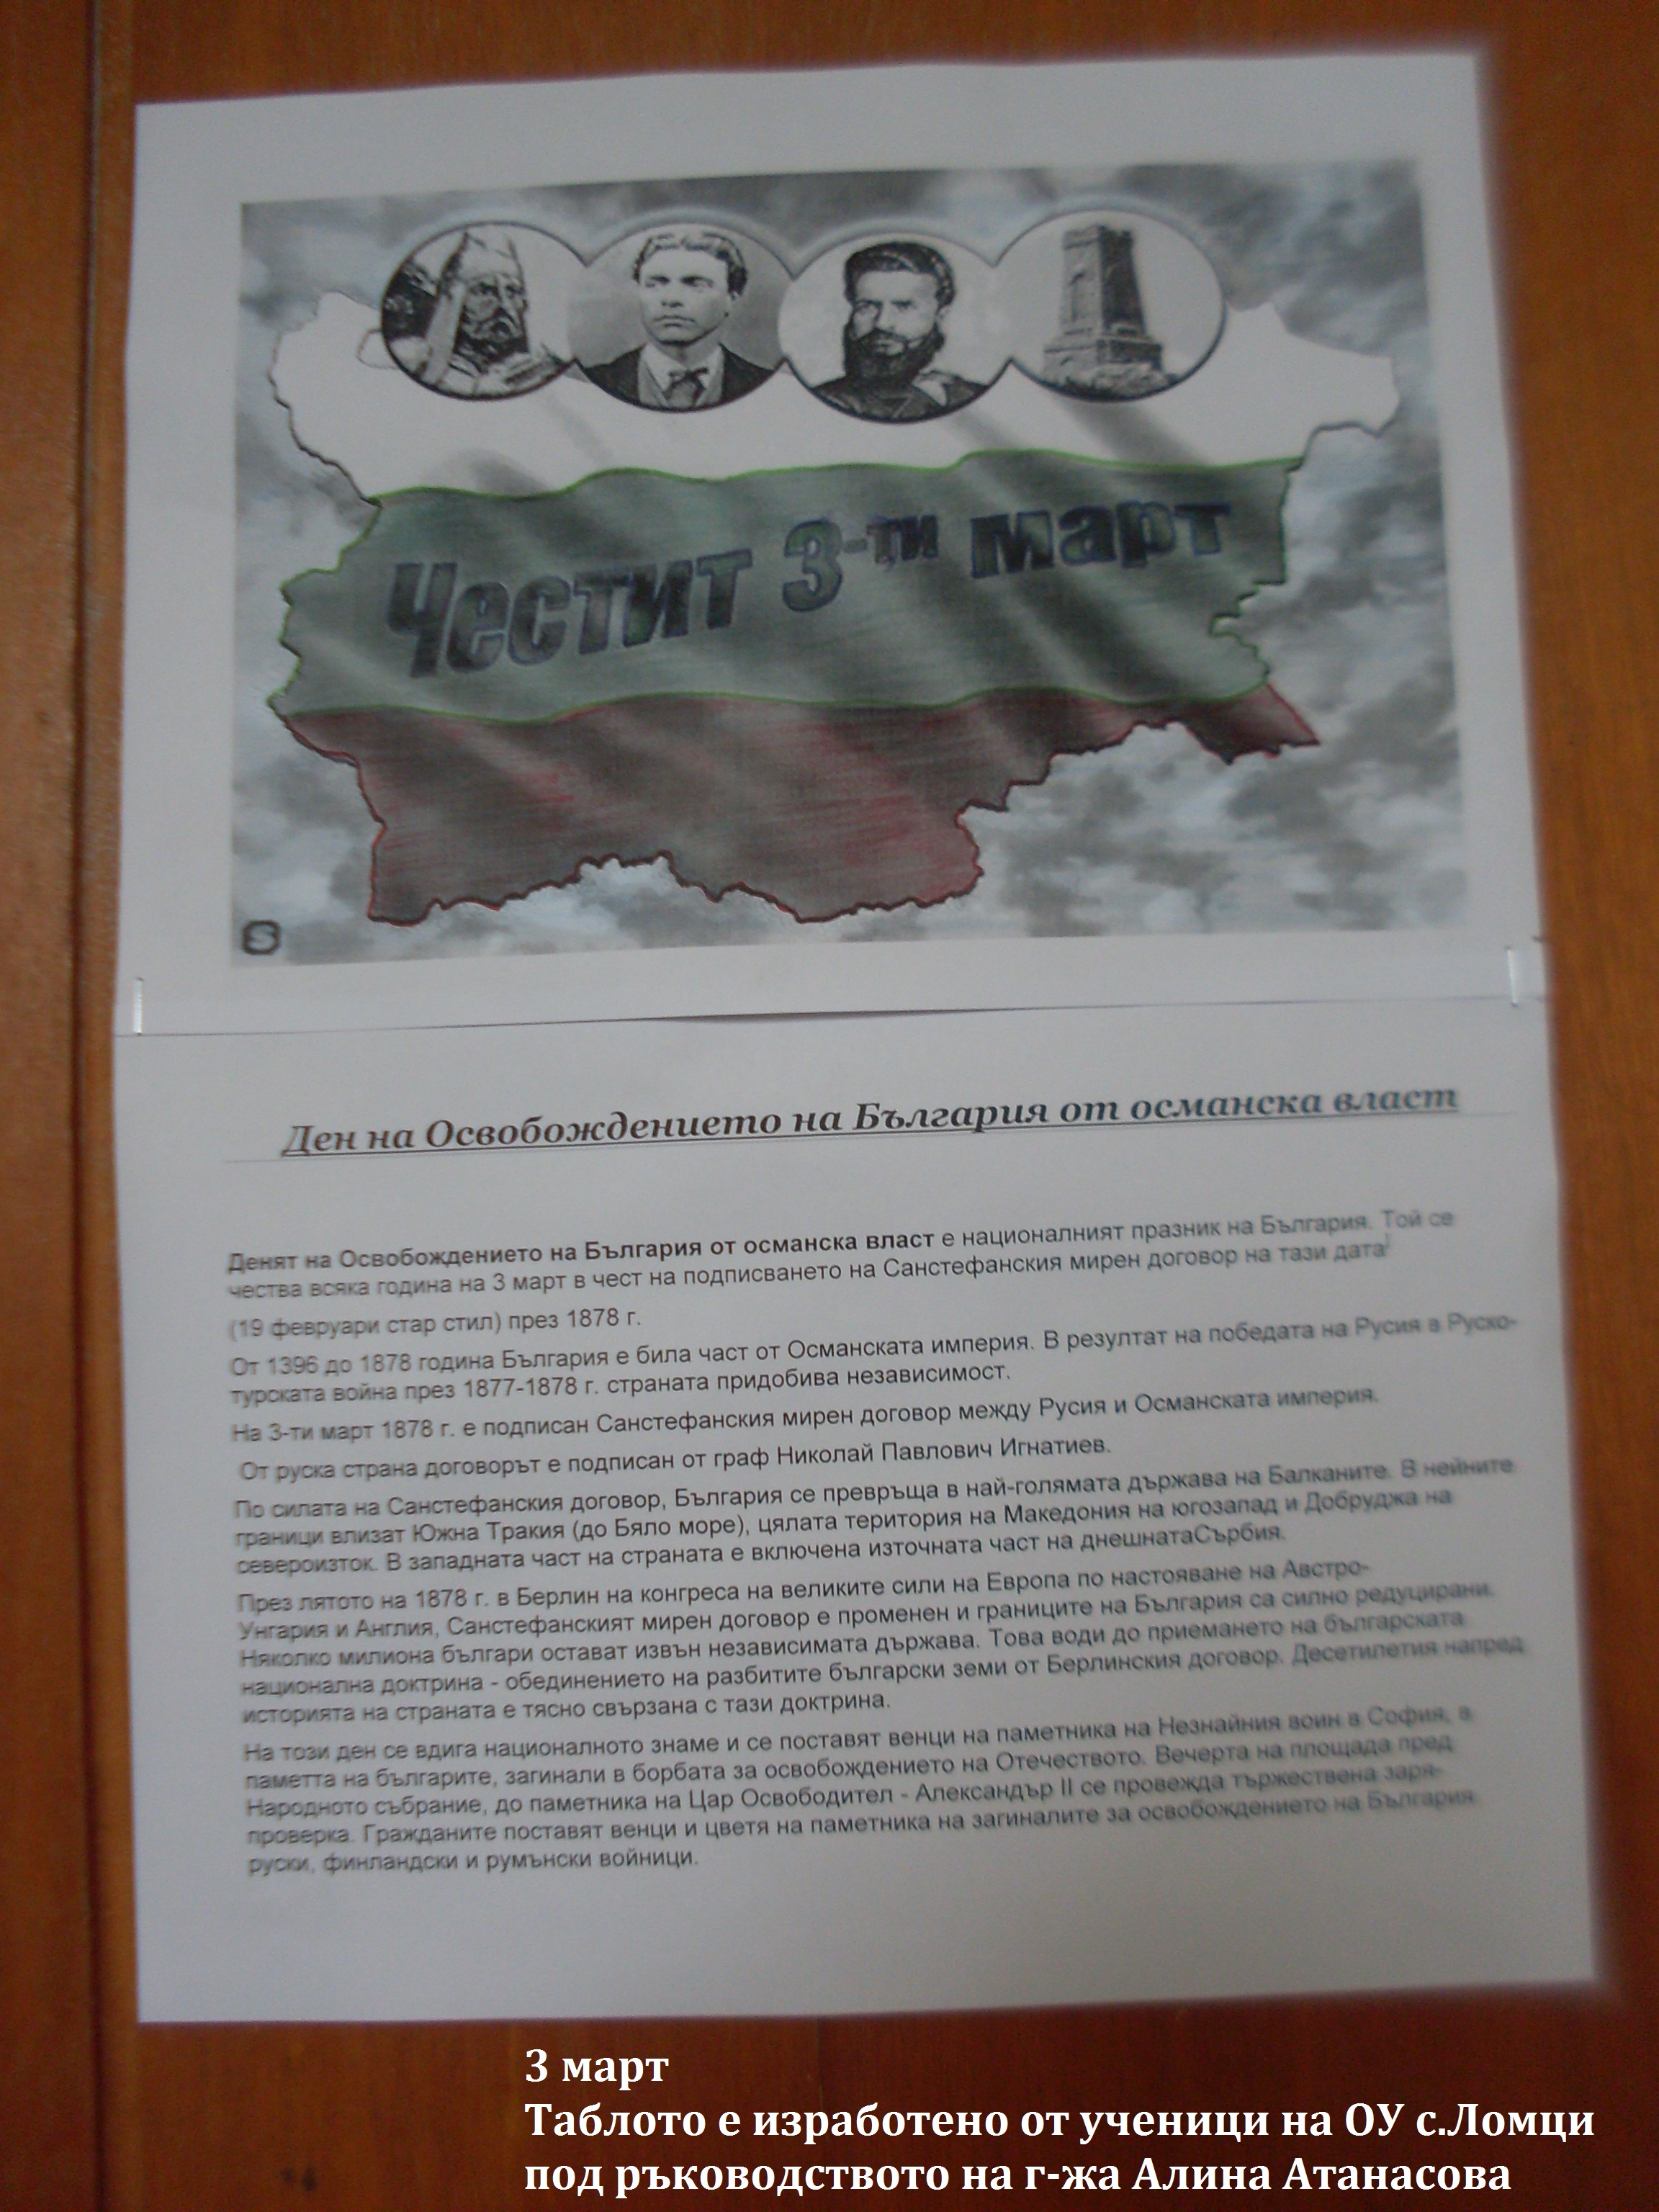 Честит 3-ти март
S
Ден на Освобождението на България от османска власт
Денят на Освобождението на България от османска власт е националният празник на България. Той се
чества всяка година на 3 март в чест на подписването на Санстефанския мирен договор на тази дата
(19 февруари стар стил) през 1878 г.
От 1396 до 1878 година България е била част от Османската империя. В резултат на победата на Русия в Руско-
турската война през 1877-1878 г. страната придобива независимост.
На 3-ти март 1878 г. е подписан Санстефанския мирен договор между Русия и Османската империя.
От руска страна договорът е подписан от граф Николай Павлович Игнатиев.
По силата на Санстефанския договор, България се превръща в най-голямата държава на Балканите. В нейните
граници влизат Южна Тракия (до Бяло море), цялата територия на Македония на югозапад и Добруджа на
североизток. В западната част на страната е включена източната част на днешнатаСърбия.
През лятото на 1878 г. в Берлин на конгреса на великите сили на Европа по настояване на Австро-
Унгария и Англия, Санстефанският мирен договор е променен и границите на България са силно редуцирани.
Няколко милиона българи остават извън независимата държава. Това води до приемането на българската
национална доктрина - обединението на разбитите български земи от Берлинския договор. Десетилетия напред
историята на страната е тясно свързана с тази доктрина.
На този ден се вдига националното знаме и се поставят венци на паметника на Незнайния воин в София, в
паметта на българите, загинали в борбата за освобождението на Отечеството. Вечерта на площада пред
Народното събрание, до паметника на Цар Освободител - Александър II се провежда тържествена заря-
проверка. Гражданите поставят венци и цветя на паметника на загиналите за освобождението на България
руски, финландски и румънски войници.
3 март
Таблото е изработено от ученици на ОУ с.Ломци
под ръководството на г-жа Алина Атанасова